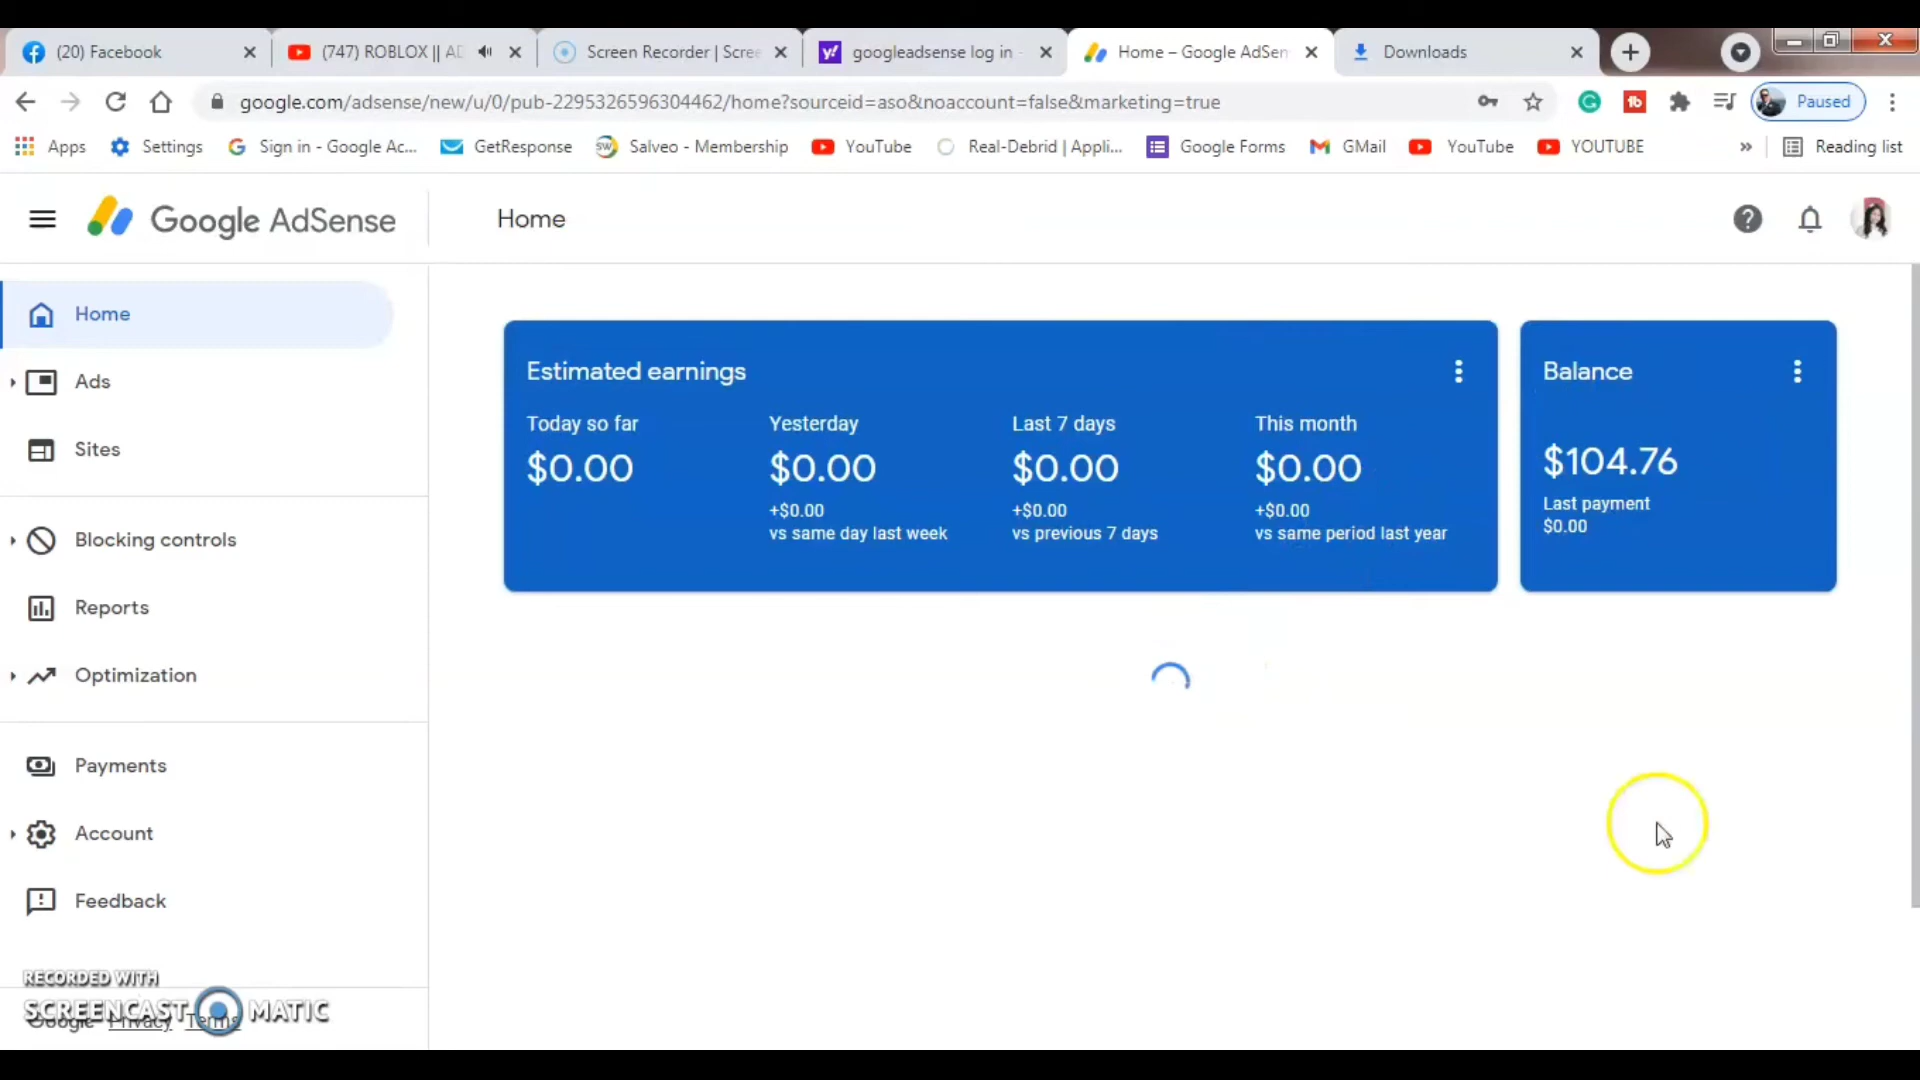 (20) Facebook
(747) ROBLOX || AD
Screen Recorder | Scree
googleadsense log in -
Home – Google AdSen
Downloads
google.com/adsense/new/u/0/pub-2295326596304462/home?sourceid=aso&noaccount=false&marketing=true
Paused
Apps
Settings
Sign in - Google Ac...
GetResponse
Salveo - Membership
YouTube
Real-Debrid | Appli...
Google Forms
GMail
YouTube
YOUTUBE
»
Reading list
Google AdSense
Home
Home
Ads
Sites
Blocking controls
Reports
Optimization
Payments
Account
Feedback
Estimated earnings
Today so far
$0.00
Yesterday
$0.00
+$0.00
vs same day last week
Last 7 days
$0.00
+$0.00
vs previous 7 days
This month
$0.00
+$0.00
vs same period last year
Balance
$104.76
Last payment
$0.00
RECORDED WITH
SCREENCAST MATIC
Google Privacy Terms